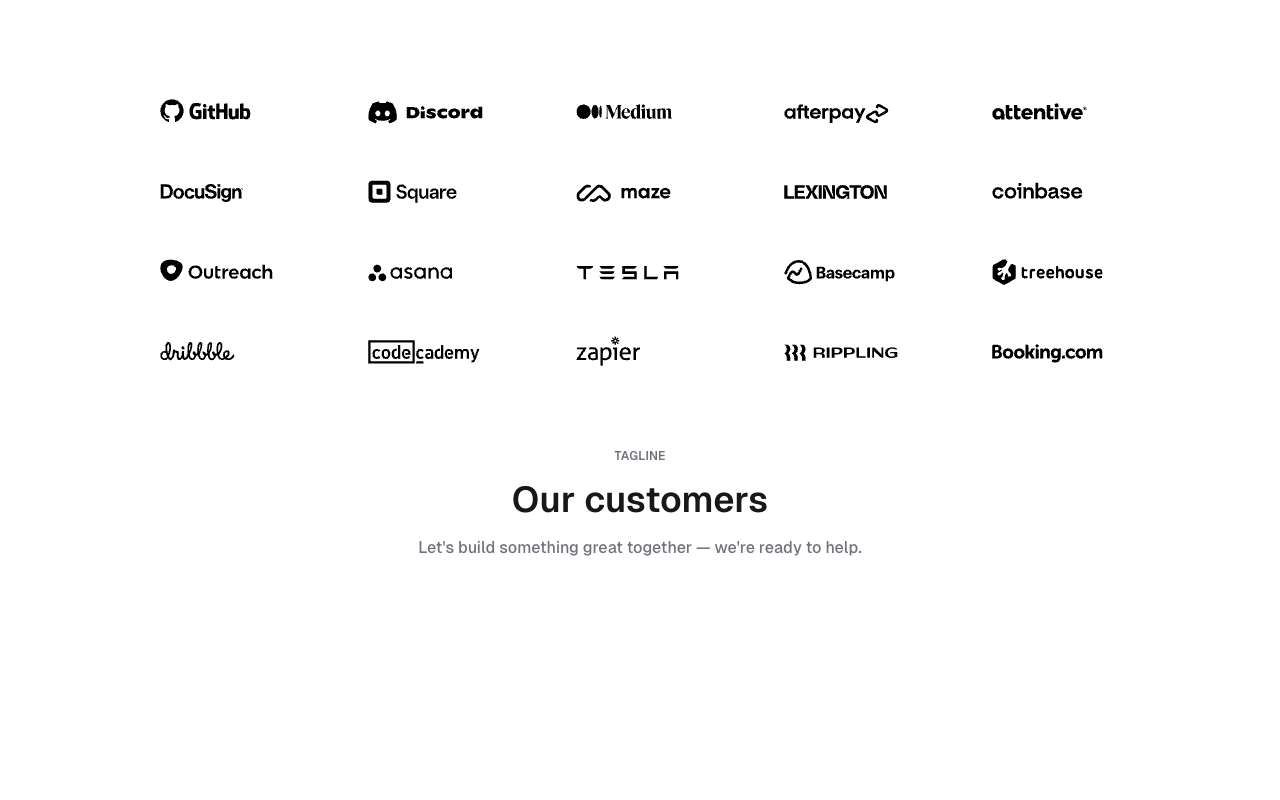 GitHub Discord Medium afterpay attentive
DocuSign Square maze LEXINGTON coinbase
Outreach asana TESLA Basecamp treehouse
dribbble codecademy zapier RIPPLING Booking.com
TAGLINE
Our customers
Let's build something great together — we're ready to help.